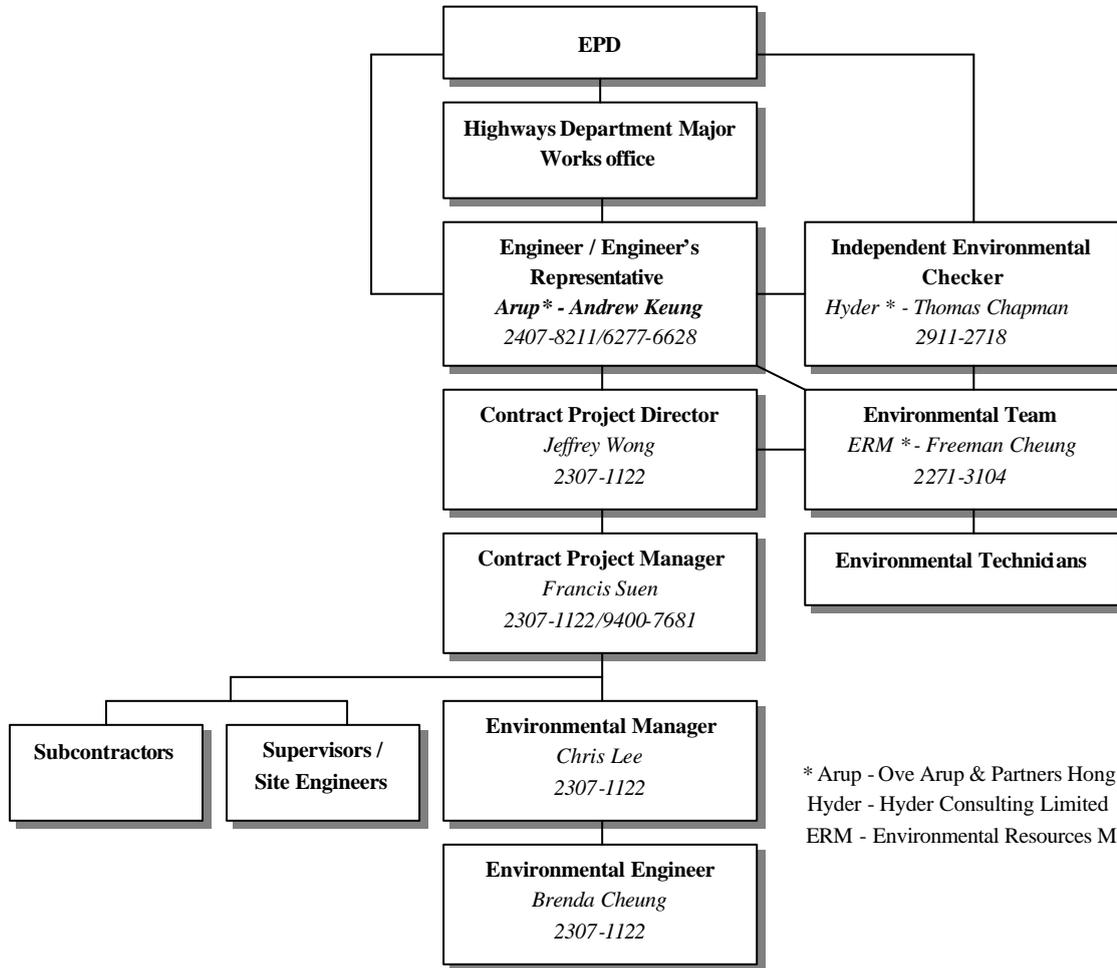 EPD
Highways Department Major
Works office
Engineer / Engineer's
Representative
Arup* - Andrew Keung
2407-8211/6277-6628
Independent Environmental
Checker
Hyder * - Thomas Chapman
2911-2718
Contract Project Director
Jeffrey Wong
2307-1122
Environmental Team
ERM * - Freeman Cheung
2271-3104
Contract Project Manager
Francis Suen
2307-1122/9400-7681
Environmental Technicians
Subcontractors
Supervisors /
Site Engineers
Environmental Manager
Chris Lee
2307-1122
Environmental Engineer
Brenda Cheung
2307-1122
* Arup - Ove Arup & Partners Hong
Hyder - Hyder Consulting Limited
ERM - Environmental Resources M